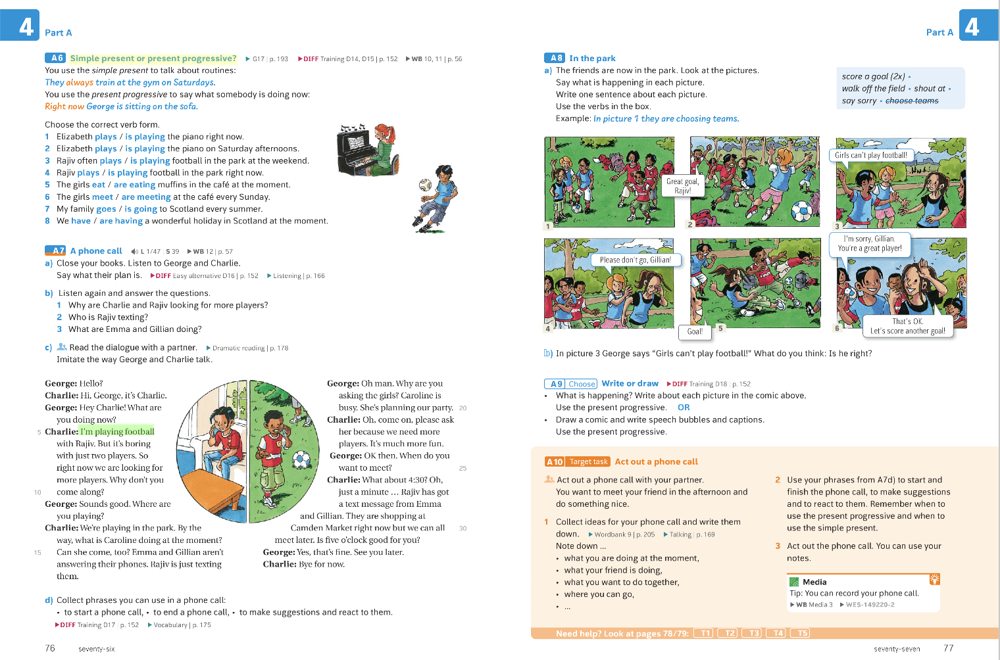 4
Part A
A6 Simple present or present progressive? ▶ G17 | p. 193 ▶DIFF Training D14, D15 | p. 152 ▶WB 10, 11 | p. 56
You use the simple present to talk about routines:
They always train at the gym on Saturdays.
You use the present progressive to say what somebody is doing now:
Right now George is sitting on the sofa.
Choose the correct verb form.
1 Elizabeth plays / is playing the piano right now.
2 Elizabeth plays / is playing the piano on Saturday afternoons.
3 Rajiv often plays / is playing football in the park at the weekend.
4 Rajiv plays / is playing football in the park right now.
5 The girls eat / are eating muffins in the café at the moment.
6 The girls meet / are meeting at the café every Sunday.
7 My family goes / is going to Scotland every summer.
8 We have / are having a wonderful holiday in Scotland at the moment.
A7 A phone call L 1/47 | S 39 ▶WB 12 | p. 57
a) Close your books. Listen to George and Charlie.
Say what their plan is. ▶DIFF Easy alternative D16 | p. 152 ▶ Listening | p. 166
b) Listen again and answer the questions.
1 Why are Charlie and Rajiv looking for more players?
2 Who is Rajiv texting?
3 What are Emma and Gillian doing?
c) Read the dialogue with a partner. ▶ Dramatic reading | p. 178
Imitate the way George and Charlie talk.
George: Hello?
Charlie: Hi, George, it's Charlie.
George: Hey Charlie! What are
you doing now?
5 Charlie: I'm playing football
with Rajiv. But it's boring
with just two players. So
right now we are looking for
more players. Why don't you
10 come along?
George: Sounds good. Where are
you playing?
Charlie: We're playing in the park. By the
way, what is Caroline doing at the moment?
15 Can she come, too? Emma and Gillian aren't
answering their phones. Rajiv is just texting
them.
George: Oh man. Why are you
asking the girls? Caroline is
busy. She's planning our party. 20
Charlie: Oh, come on, please ask
her because we need more
players. It's much more fun.
George: OK then. When do you
want to meet? 25
Charlie: What about 4:30? Oh,
just a minute … Rajiv has got
a text message from Emma
and Gillian. They are shopping at
Camden Market right now but we can all 30
meet later. Is five o'clock good for you?
George: Yes, that's fine. See you later.
Charlie: Bye for now.
d) Collect phrases you can use in a phone call:
• to start a phone call, • to end a phone call, • to make suggestions and react to them.
▶DIFF Training D17 | p. 152 ▶ Vocabulary | p. 175
76 seventy-six
Part A
4
A8 In the park
a) The friends are now in the park. Look at the pictures.
Say what is happening in each picture.
Write one sentence about each picture.
Use the verbs in the box.
Example: In picture 1 they are choosing teams.
score a goal (2x) •
walk off the field • shout at •
say sorry • choose teams
1
Great goal,
Rajiv!
2
Girls can't play football!
3
Please don't go, Gillian!
4
Goal!
5
I'm sorry, Gillian.
You're a great player!
That's OK.
Let's score another goal!
6
b) In picture 3 George says “Girls can't play football!” What do you think: Is he right?
A9 Choose Write or draw ▶DIFF Training D18 | p. 152
• What is happening? Write about each picture in the comic above.
Use the present progressive. OR
• Draw a comic and write speech bubbles and captions.
Use the present progressive.
A10 Target task Act out a phone call
Act out a phone call with your partner.
You want to meet your friend in the afternoon and
do something nice.
1 Collect ideas for your phone call and write them
down. ▶ Wordbank 9 | p. 205 ▶ Talking | p. 169
Note down …
• what you are doing at the moment,
• what your friend is doing,
• what you want to do together,
• where you can go,
• …
2 Use your phrases from A7d) to start and
finish the phone call, to make suggestions
and to react to them. Remember when to
use the present progressive and when to
use the simple present.
3 Act out the phone call. You can use your
notes.
Media
Tip: You can record your phone call.
▶ WB Media 3 ▶ WES-149220-2
Need help? Look at pages 78/79: T1 T2 T3 T4 T5
seventy-seven 77